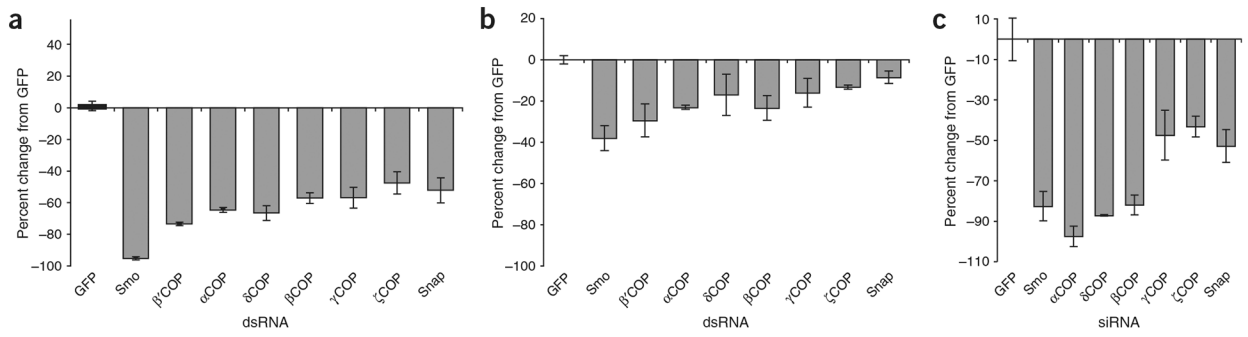 a
Percent change from GFP
40
20
0
–20
–40
–60
–80
–100
GFP
Smo
β′COP
αCOP
δCOP
βCOP
γCOP
ζCOP
Snap
dsRNA
b
Percent change from GFP
20
0
–20
–40
–60
–80
–100
GFP
Smo
β′COP
αCOP
δCOP
βCOP
γCOP
ζCOP
Snap
dsRNA
c
Percent change from GFP
10
–10
–30
–50
–70
–90
–110
GFP
Smo
αCOP
δCOP
βCOP
γCOP
ζCOP
Snap
siRNA